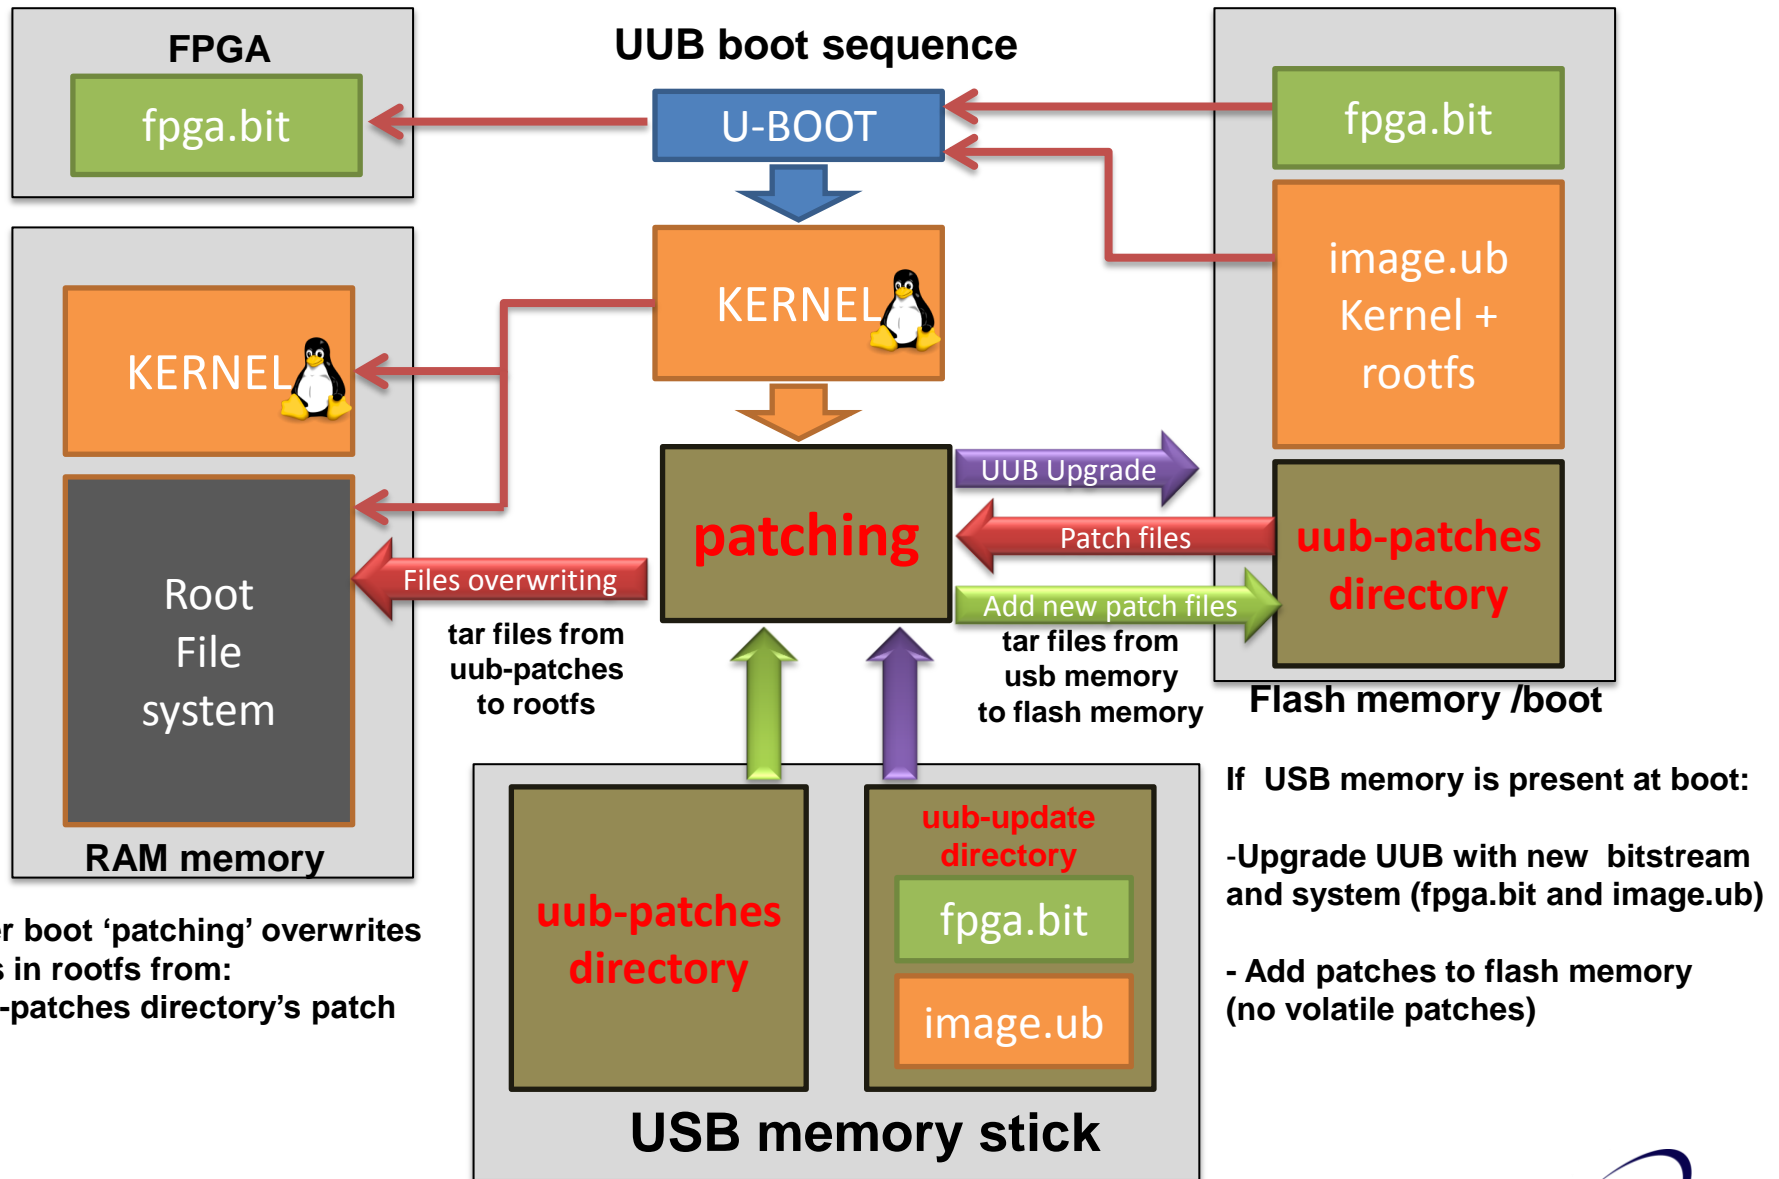 UUB boot sequence
FPGA
fpga.bit
U-BOOT
fpga.bit
image.ub
Kernel +
rootfs
KERNEL
KERNEL
patching
UUB Upgrade
Patch files
Add new patch files
tar files from
usb memory
to flash memory
uub-patches
directory
Flash memory /boot
Root
File
system
RAM memory
Files overwriting
tar files from
uub-patches
to rootfs
boot ‘patching’ overwrites
in rootfs from:
-patches directory’s patch
uub-patches
directory
uub-update
directory
fpga.bit
image.ub
USB memory stick
If USB memory is present at boot:
-Upgrade UUB with new bitstream
and system (fpga.bit and image.ub)
- Add patches to flash memory
(no volatile patches)